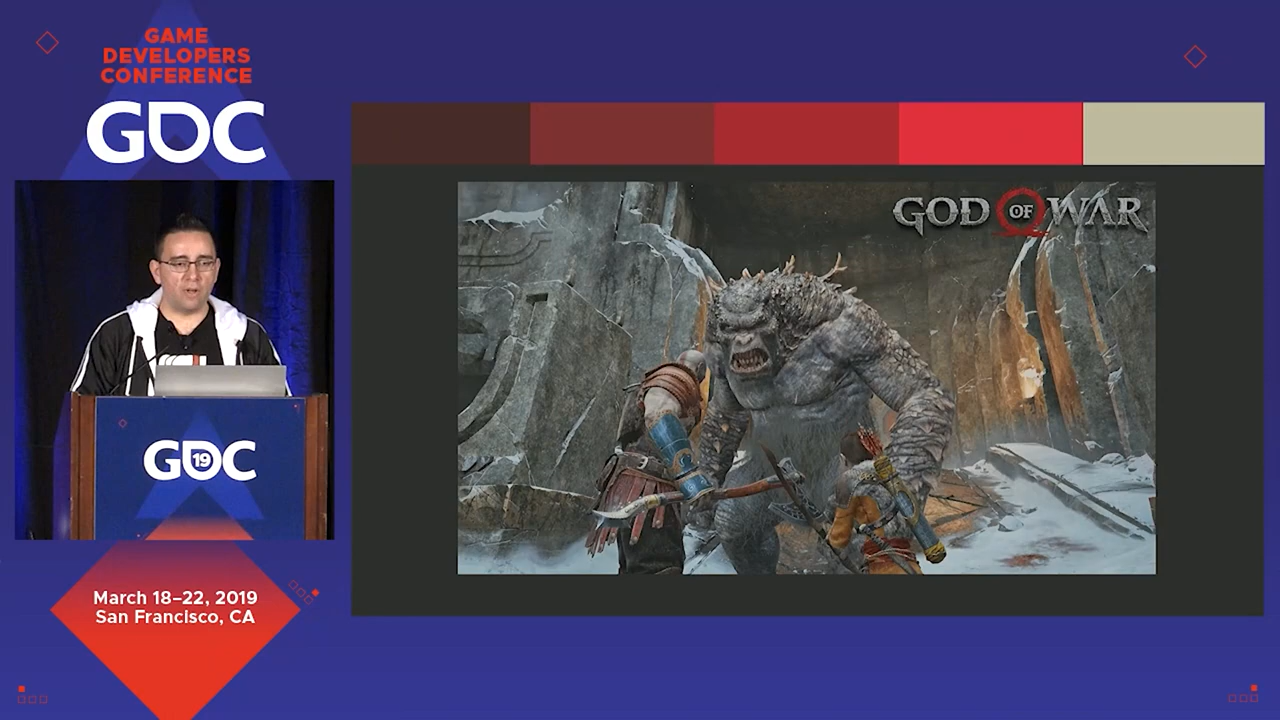 GAME
DEVELOPERS
CONFERENCE
GDC
GOD OF WAR
GDC
19
March 18–22, 2019
San Francisco, CA